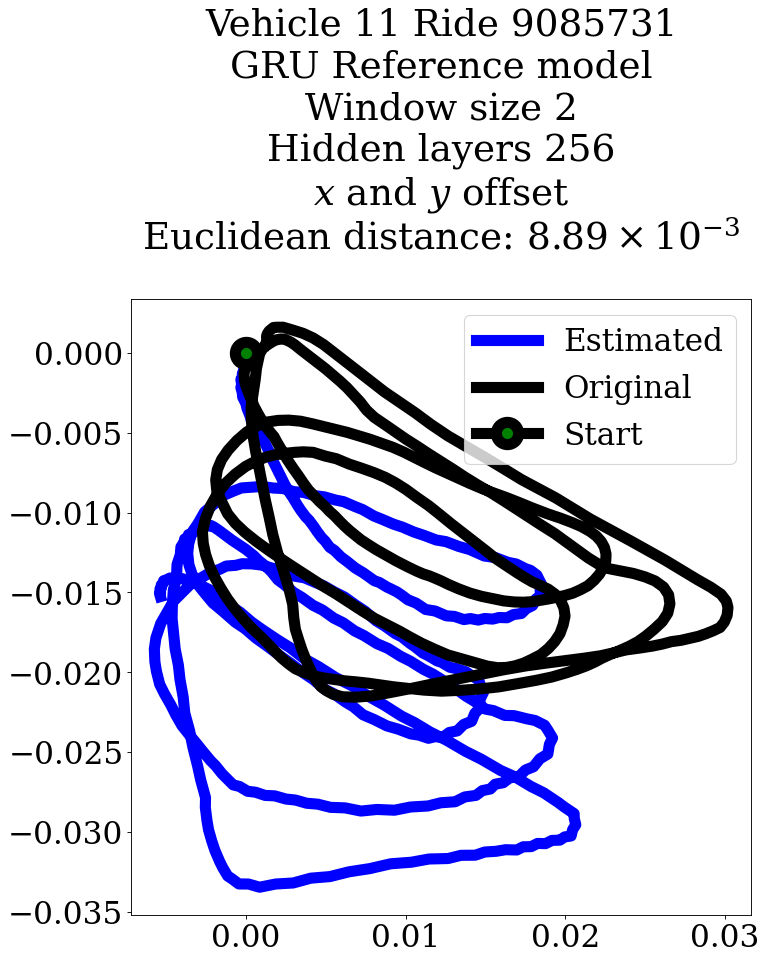 Vehicle 11 Ride 9085731
GRU Reference model
Window size 2
Hidden layers 256
x and y offset
Euclidean distance: 8.89 × 10⁻³
Estimated
Original
Start
0.000
−0.005
−0.010
−0.015
−0.020
−0.025
−0.030
−0.035
0.00 0.01 0.02 0.03